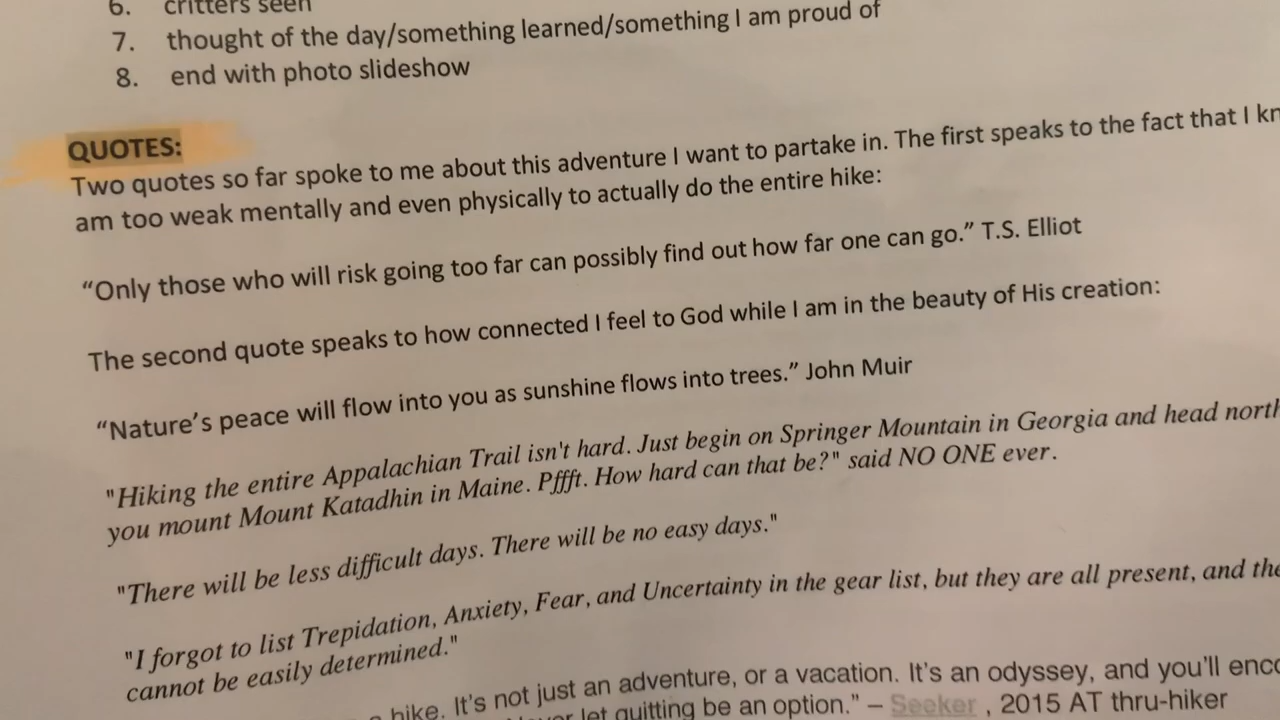 6. critters seen
7. thought of the day/something learned/something I am proud of
8. end with photo slideshow
QUOTES:
Two quotes so far spoke to me about this adventure I want to partake in. The first speaks to the fact that I
am too weak mentally and even physically to actually do the entire hike:
“Only those who will risk going too far can possibly find out how far one can go.” T.S. Elliot
The second quote speaks to how connected I feel to God while I am in the beauty of His creation:
“Nature’s peace will flow into you as sunshine flows into trees.” John Muir
"Hiking the entire Appalachian Trail isn't hard. Just begin on Springer Mountain in Georgia and head north
you mount Mount Katadhin in Maine. Pffft. How hard can that be?" said NO ONE ever.
"There will be less difficult days. There will be no easy days."
"I forgot to list Trepidation, Anxiety, Fear, and Uncertainty in the gear list, but they are all present, and the
cannot be easily determined."
hike. It’s not just an adventure, or a vacation. It’s an odyssey, and you’ll
let quitting be an option.” – Seeker , 2015 AT thru-hiker